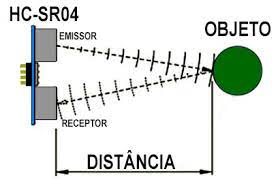 HC-SR04
OBJETO
EMISSOR
RECEPTOR
DISTÂNCIA